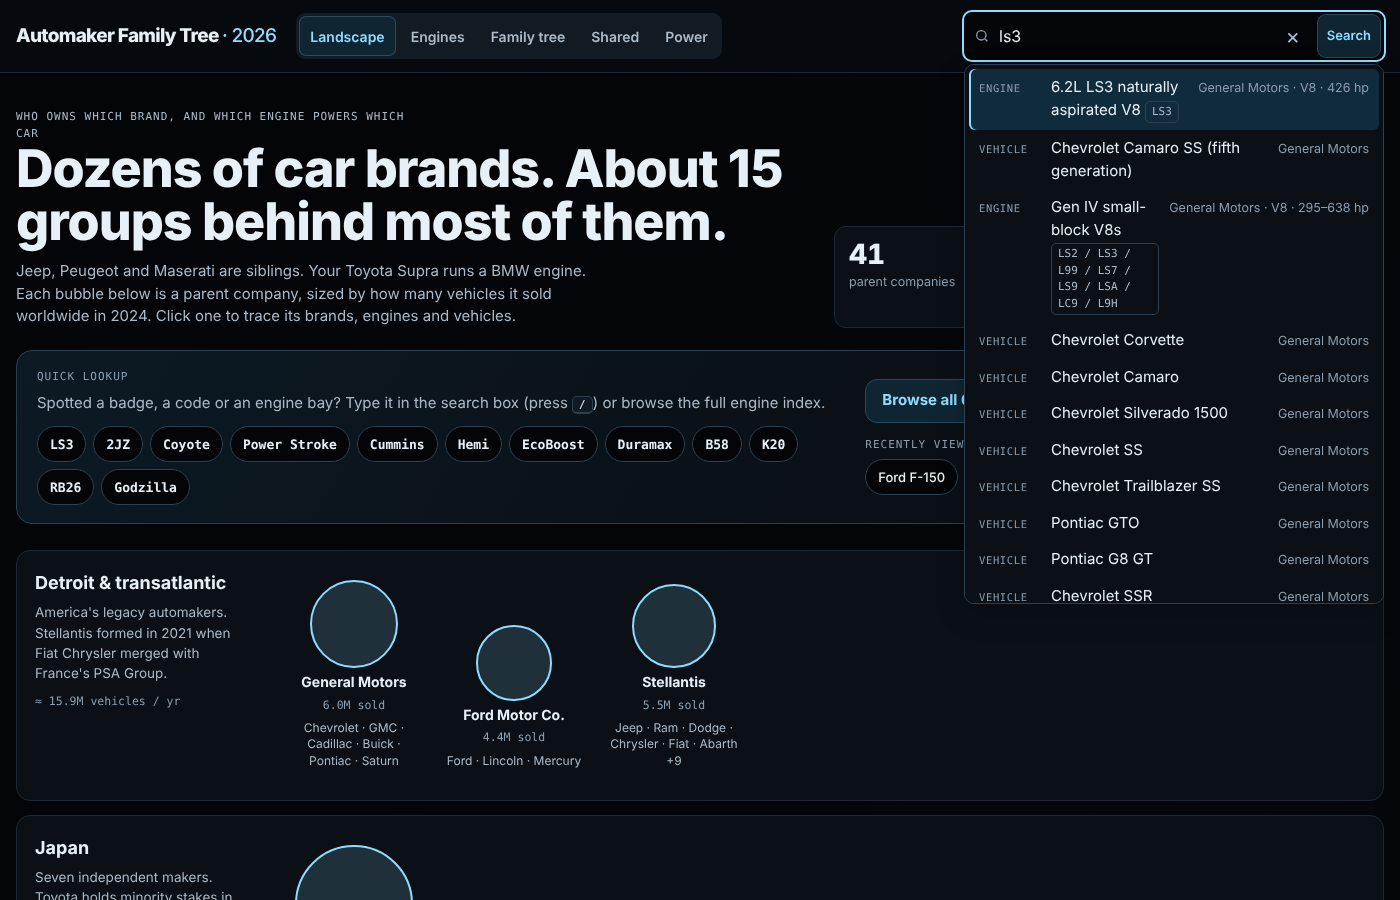 Automaker Family Tree · 2026
Landscape
Engines
Family tree
Shared
Power
ls3
Search
ENGINE
6.2L LS3 naturally
aspirated V8 LS3
General Motors · V8 · 426 hp
VEHICLE
Chevrolet Camaro SS (fifth
generation)
General Motors
ENGINE
Gen IV small-
block V8s
LS2 / LS3 /
L99 / LS7 /
LS9 / LSA /
LC9 / L9H
General Motors · V8 · 295–638 hp
VEHICLE
Chevrolet Corvette
General Motors
VEHICLE
Chevrolet Camaro
General Motors
VEHICLE
Chevrolet Silverado 1500
General Motors
VEHICLE
Chevrolet SS
General Motors
VEHICLE
Chevrolet Trailblazer SS
General Motors
VEHICLE
Pontiac GTO
General Motors
VEHICLE
Pontiac G8 GT
General Motors
VEHICLE
Chevrolet SSR
General Motors
WHO OWNS WHICH BRAND, AND WHICH ENGINE POWERS WHICH
CAR
Dozens of car brands. About 15
groups behind most of them.
Jeep, Peugeot and Maserati are siblings. Your Toyota Supra runs a BMW engine.
Each bubble below is a parent company, sized by how many vehicles it sold
worldwide in 2024. Click one to trace its brands, engines and vehicles.
41
parent companies
QUICK LOOKUP
Spotted a badge, a code or an engine bay? Type it in the search box (press /) or browse the full engine index.
LS3
2JZ
Coyote
Power Stroke
Cummins
Hemi
EcoBoost
Duramax
B58
K20
RB26
Godzilla
Browse all
RECENTLY VIEW
Ford F-150
Detroit & transatlantic
America's legacy automakers.
Stellantis formed in 2021 when
Fiat Chrysler merged with
France's PSA Group.
≈ 15.9M vehicles / yr
General Motors
6.0M sold
Chevrolet · GMC ·
Cadillac · Buick ·
Pontiac · Saturn
Ford Motor Co.
4.4M sold
Ford · Lincoln · Mercury
Stellantis
5.5M sold
Jeep · Ram · Dodge ·
Chrysler · Fiat · Abarth
+9
Japan
Seven independent makers.
Toyota holds minority stakes in